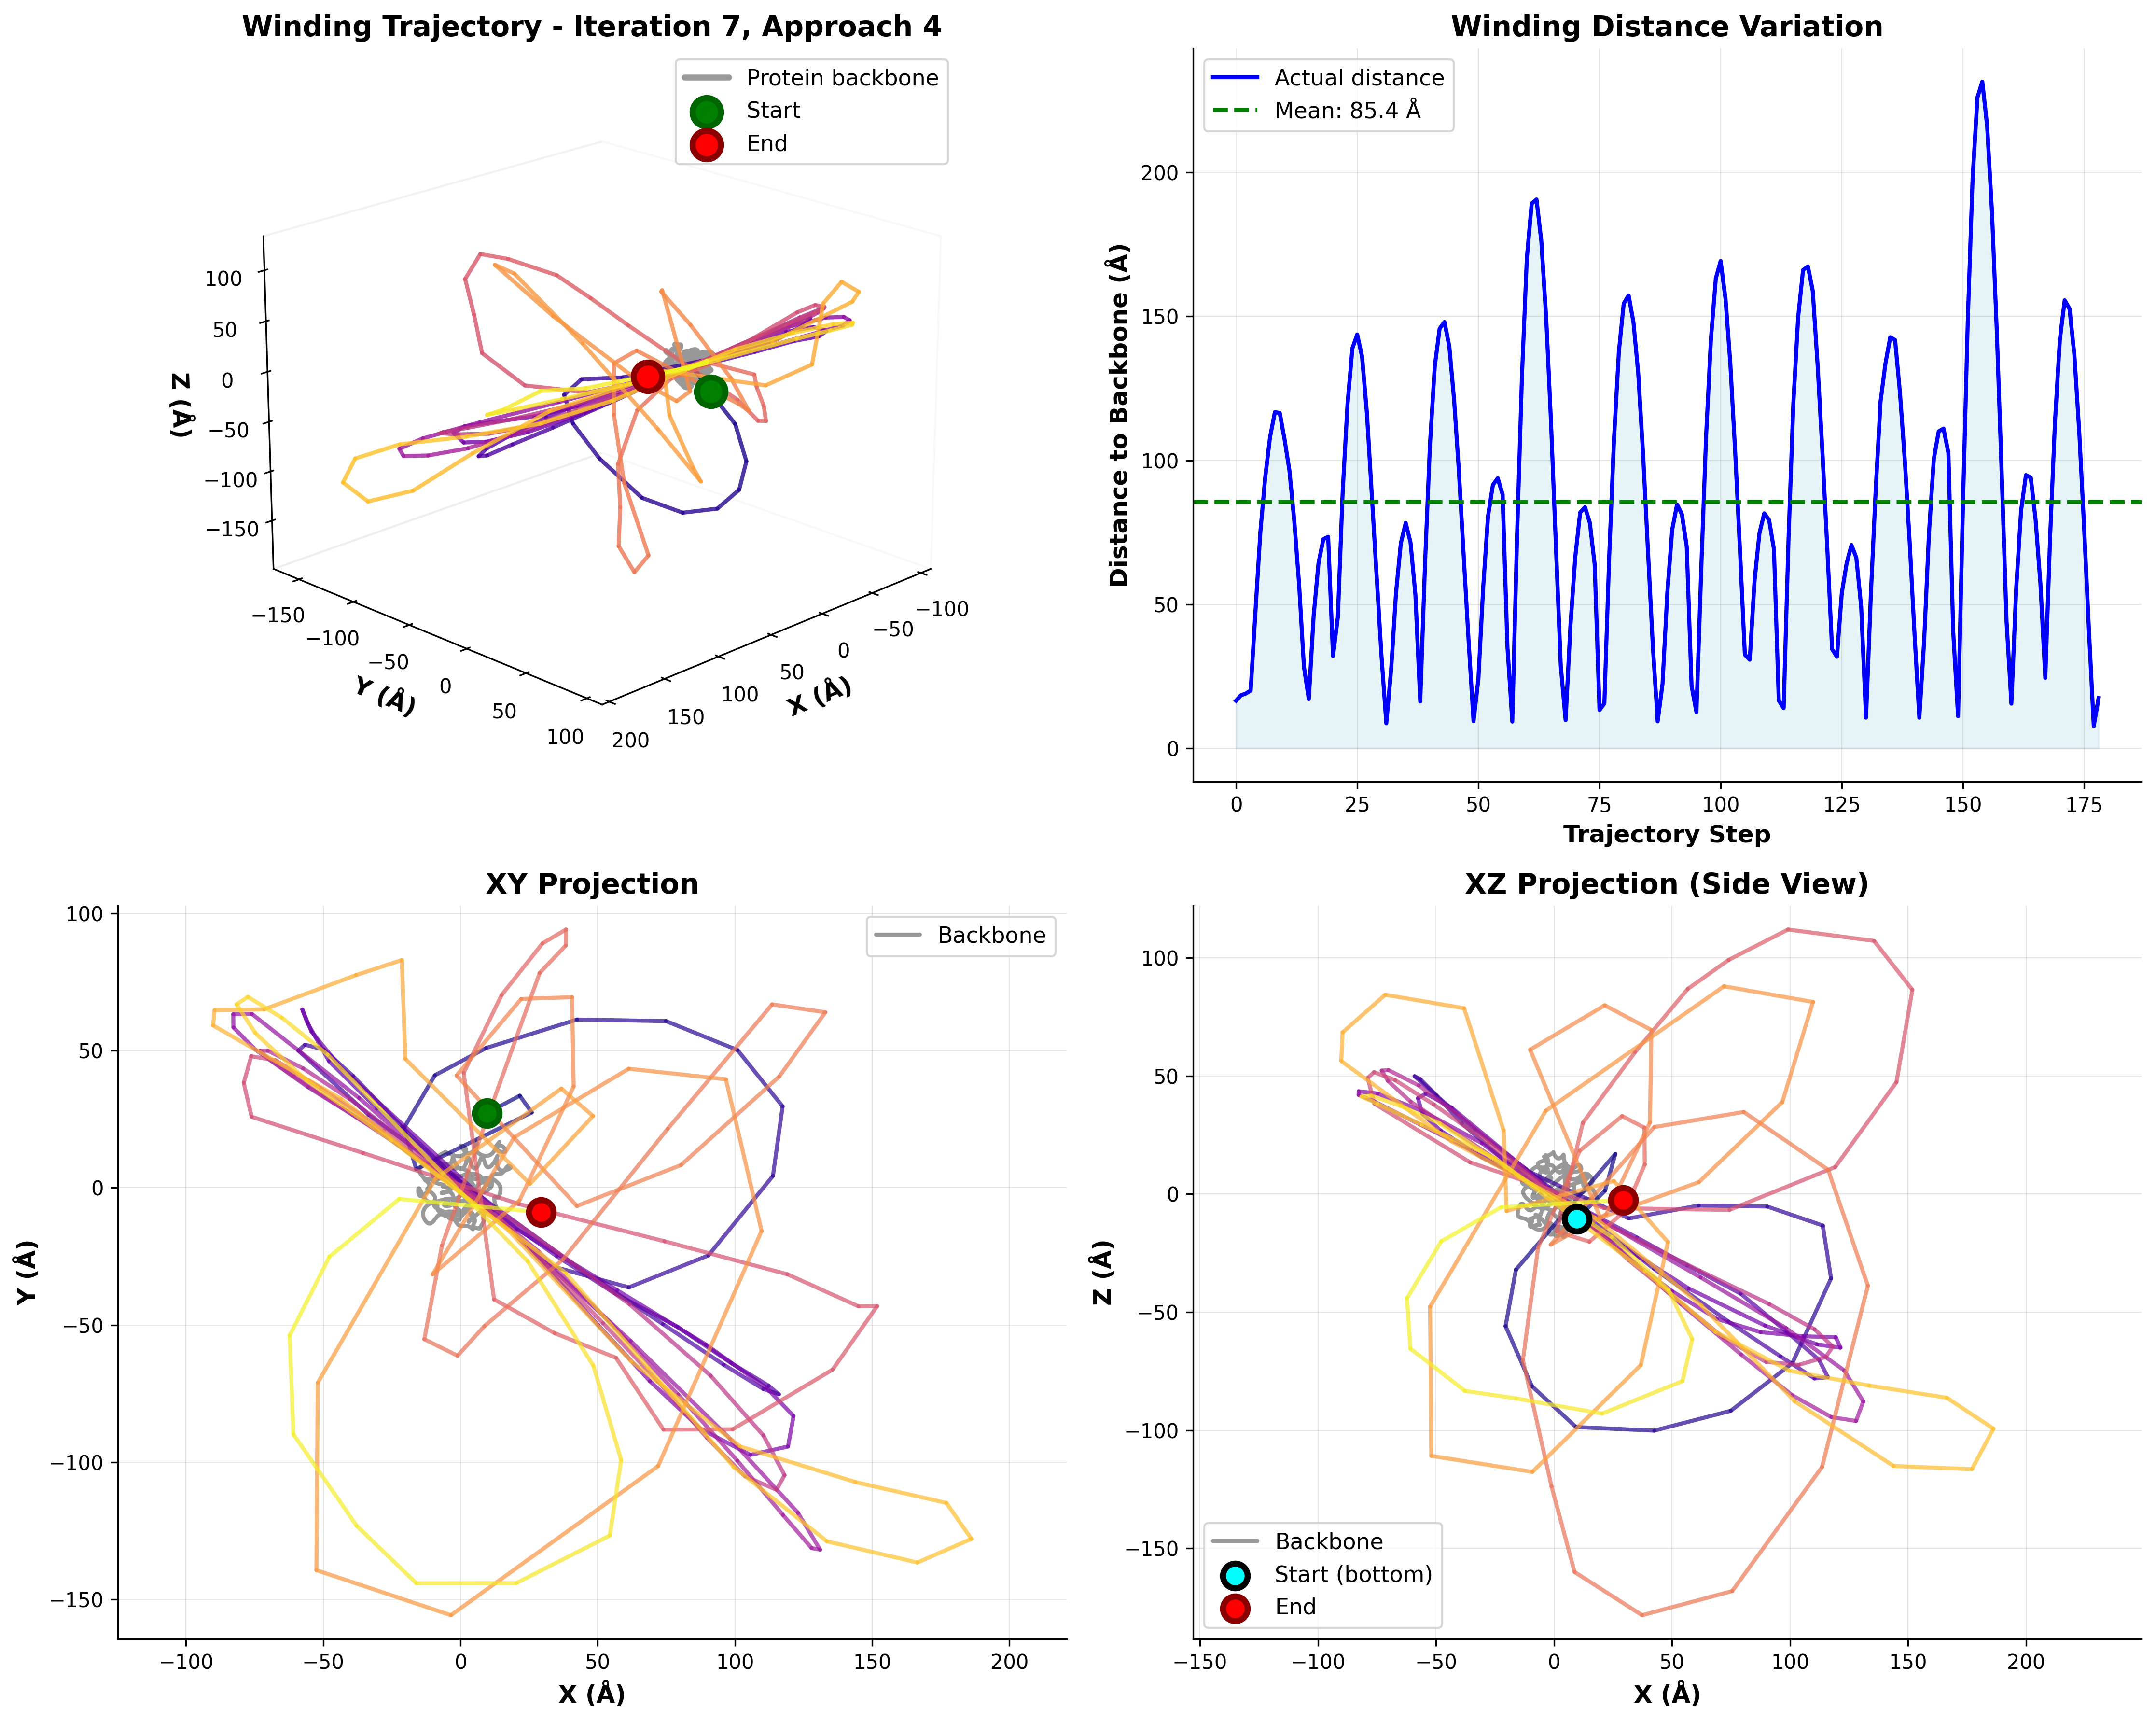 Winding Trajectory - Iteration 7, Approach 4
Protein backbone
Start
End
100
50
0
−50
−100
−150
Z (Å)
−150
−100
−50
0
50
100
Y (Å)
−100
−50
0
50
100
150
200
X (Å)
Winding Distance Variation
Actual distance
Mean: 85.4 Å
Distance to Backbone (Å)
200
150
100
50
0
0 25 50 75 100 125 150 175
Trajectory Step
XY Projection
Backbone
Y (Å)
100
50
0
−50
−100
−150
−100 −50 0 50 100 150 200
X (Å)
XZ Projection (Side View)
Z (Å)
100
50
0
−50
−100
−150
Backbone
Start (bottom)
End
−150 −100 −50 0 50 100 150 200
X (Å)